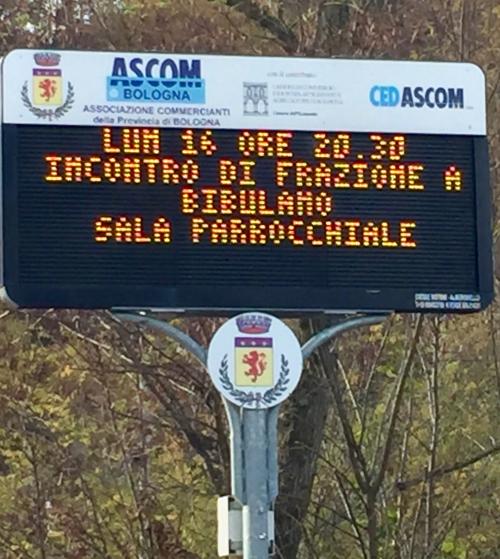 ASCOM
BOLOGNA
ASSOCIAZIONE COMMERCIANTI
della Provincia di BOLOGNA
CEDASCOM
LUN 16 ORE 20.30
INCONTRO DI FRAZIONE A
BIBULANO
SALA PARROCCHIALE